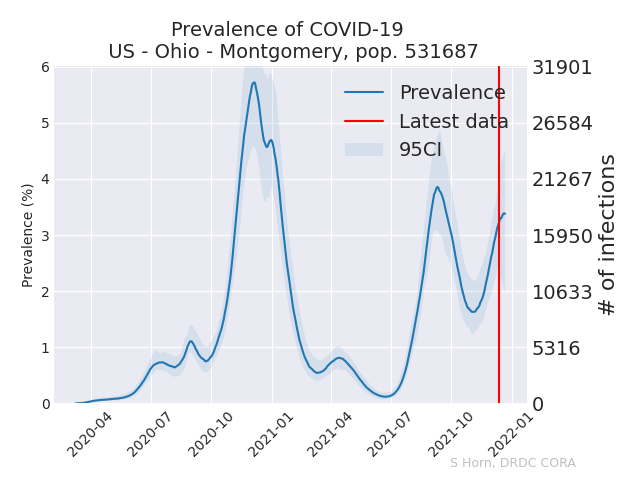 Prevalence of COVID-19
US - Ohio - Montgomery, pop. 531687
6
5
4
3
2
1
0
Prevalence (%)
31901
26584
21267
15950
10633
5316
0
# of infections
Prevalence
Latest data
95CI
2020-04
2020-07
2020-10
2021-01
2021-04
2021-07
2021-10
2022-01
S Horn, DRDC CORA